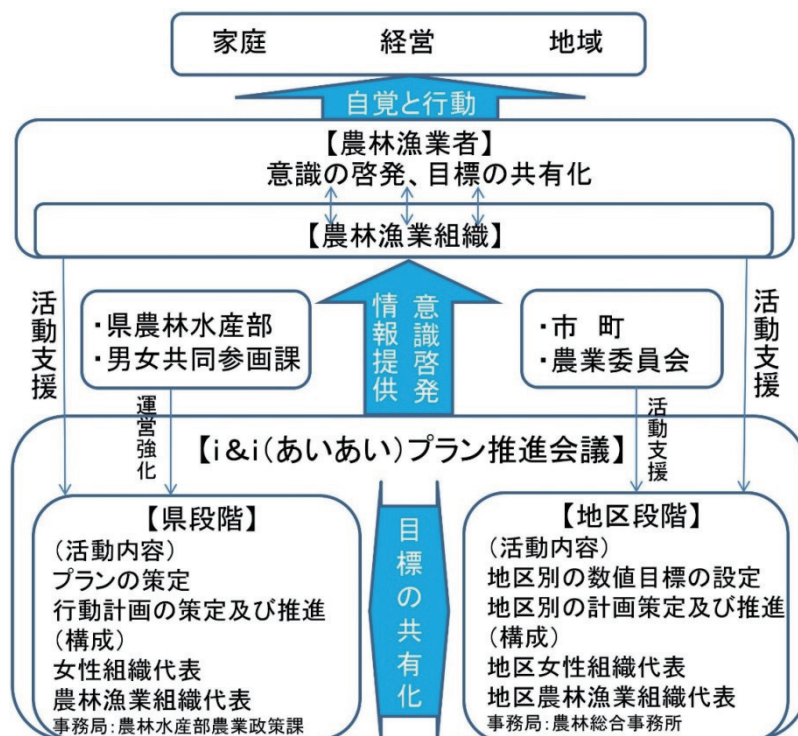 家庭 経営 地域
自覚と行動
【農林漁業者】
意識の啓発、目標の共有化
【農林漁業組織】
活動支援
・県農林水産部
・男女共同参画課
運営強化
意識啓発
情報提供
・市 町
・農業委員会
活動支援
活動支援
【i&i(あいあい)プラン推進会議】
【県段階】
(活動内容)
プランの策定
行動計画の策定及び推進
(構成)
女性組織代表
農林漁業組織代表
事務局:農林水産部農業政策課
目標の共有化
【地区段階】
(活動内容)
地区別の数値目標の設定
地区別の計画策定及び推進
(構成)
地区女性組織代表
地区農林漁業組織代表
事務局:農林総合事務所